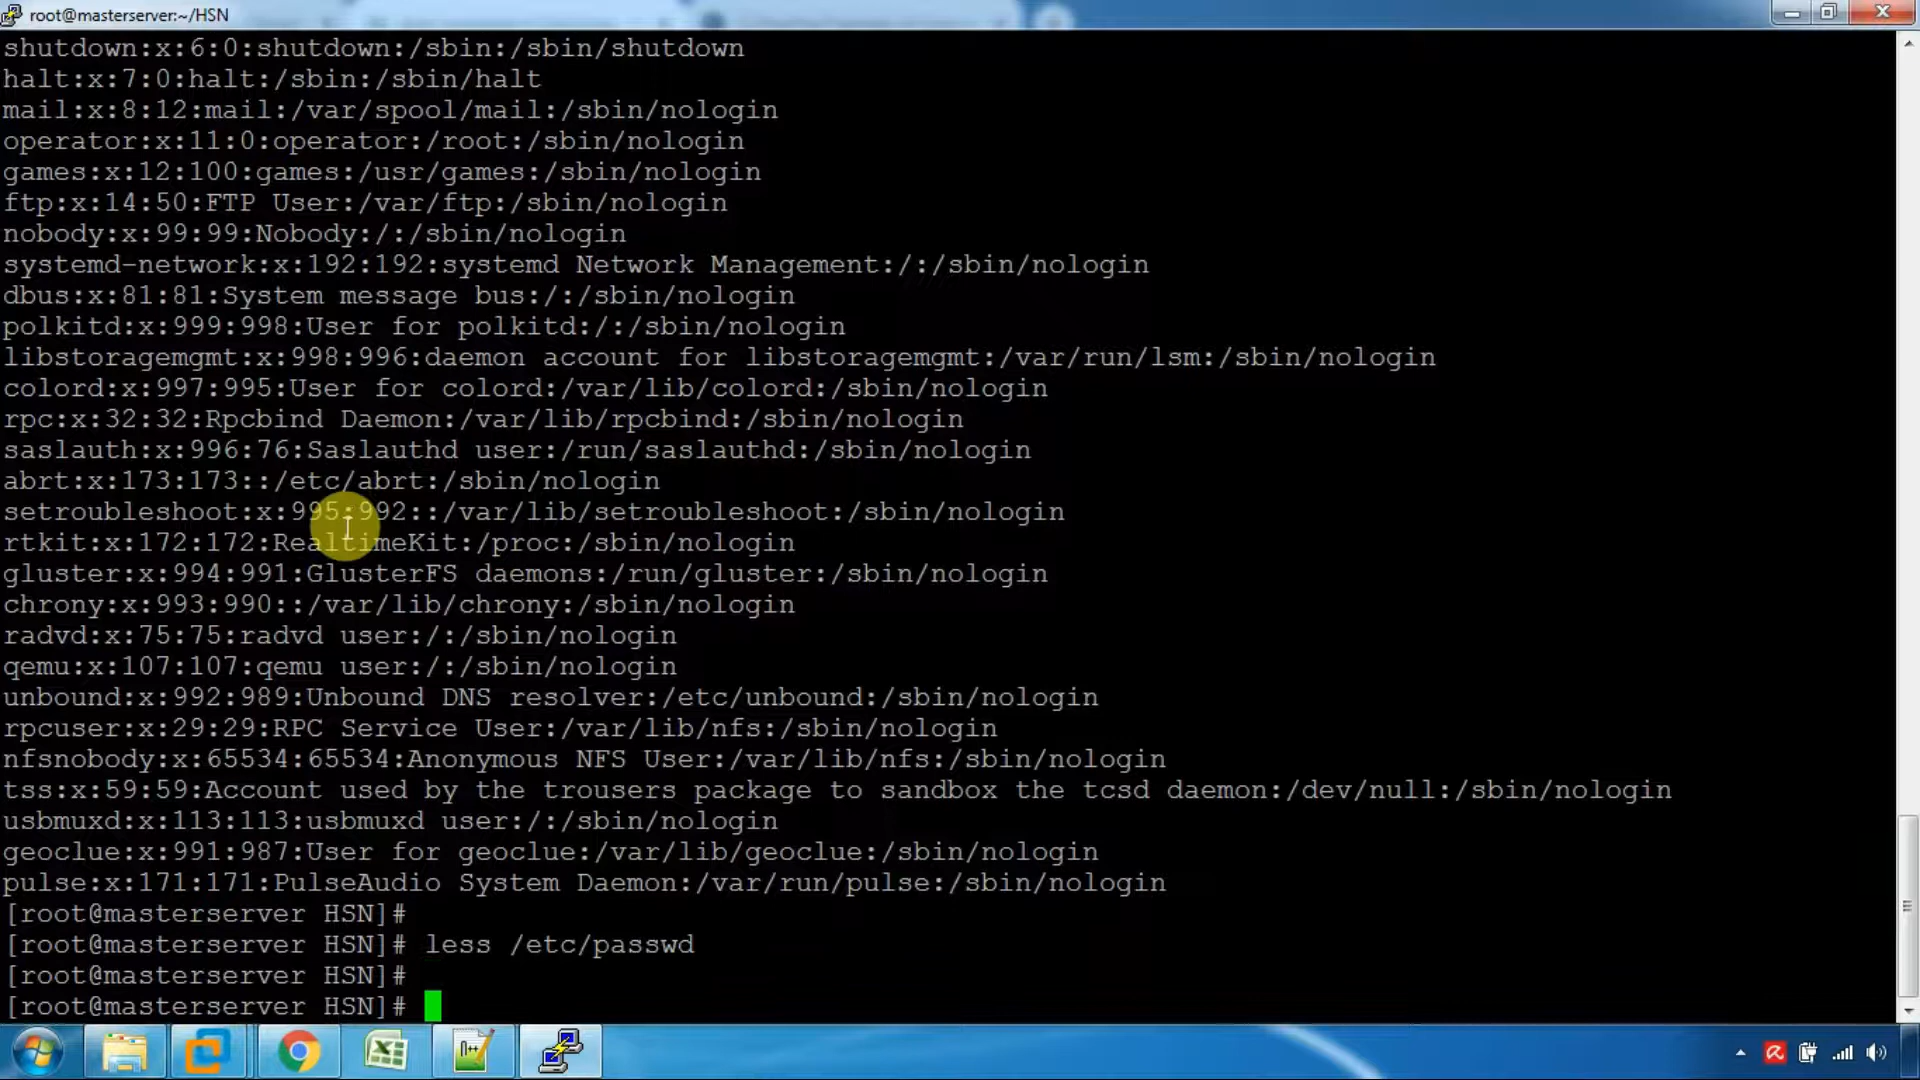 root@masterserver:~/HSN
shutdown:x:6:0:shutdown:/sbin:/sbin/shutdown
halt:x:7:0:halt:/sbin:/sbin/halt
mail:x:8:12:mail:/var/spool/mail:/sbin/nologin
operator:x:11:0:operator:/root:/sbin/nologin
games:x:12:100:games:/usr/games:/sbin/nologin
ftp:x:14:50:FTP User:/var/ftp:/sbin/nologin
nobody:x:99:99:Nobody:/:/sbin/nologin
systemd-network:x:192:192:systemd Network Management:/:/sbin/nologin
dbus:x:81:81:System message bus:/:/sbin/nologin
polkitd:x:999:998:User for polkitd:/:/sbin/nologin
libstoragemgmt:x:998:996:daemon account for libstoragemgmt:/var/run/lsm:/sbin/nologin
colord:x:997:995:User for colord:/var/lib/colord:/sbin/nologin
rpc:x:32:32:Rpcbind Daemon:/var/lib/rpcbind:/sbin/nologin
saslauth:x:996:76:Saslauthd user:/run/saslauthd:/sbin/nologin
abrt:x:173:173::/etc/abrt:/sbin/nologin
setroubleshoot:x:995:992::/var/lib/setroubleshoot:/sbin/nologin
rtkit:x:172:172:RealtimeKit:/proc:/sbin/nologin
gluster:x:994:991:GlusterFS daemons:/run/gluster:/sbin/nologin
chrony:x:993:990::/var/lib/chrony:/sbin/nologin
radvd:x:75:75:radvd user:/:/sbin/nologin
qemu:x:107:107:qemu user:/:/sbin/nologin
unbound:x:992:989:Unbound DNS resolver:/etc/unbound:/sbin/nologin
rpcuser:x:29:29:RPC Service User:/var/lib/nfs:/sbin/nologin
nfsnobody:x:65534:65534:Anonymous NFS User:/var/lib/nfs:/sbin/nologin
tss:x:59:59:Account used by the trousers package to sandbox the tcsd daemon:/dev/null:/sbin/nologin
usbmuxd:x:113:113:usbmuxd user:/:/sbin/nologin
geoclue:x:991:987:User for geoclue:/var/lib/geoclue:/sbin/nologin
pulse:x:171:171:PulseAudio System Daemon:/var/run/pulse:/sbin/nologin
[root@masterserver HSN]#
[root@masterserver HSN]# less /etc/passwd
[root@masterserver HSN]#
[root@masterserver HSN]#